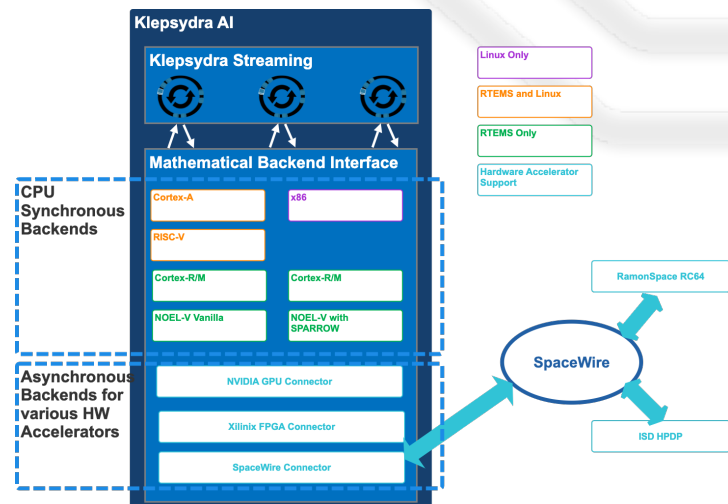 Klepsydra AI
Klepsydra Streaming
Mathematical Backend Interface
CPU
Synchronous
Backends
Cortex-A
x86
RISC-V
Cortex-R/M
Cortex-R/M
NOEL-V Vanilla
NOEL-V with
SPARROW
Asynchronous
Backends for
various HW
Accelerators
NVIDIA GPU Connector
Xilinix FPGA Connector
SpaceWire Connector
Linux Only
RTEMS and Linux
RTEMS Only
Hardware Accelerator
Support
RamonSpace RC64
SpaceWire
ISD HPDP